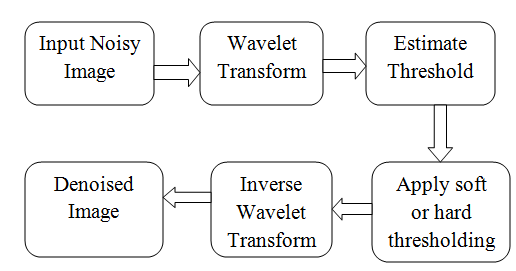 Input Noisy
Image
Wavelet
Transform
Estimate
Threshold
Apply soft
or hard
thresholding
Inverse
Wavelet
Transform
Denoised
Image